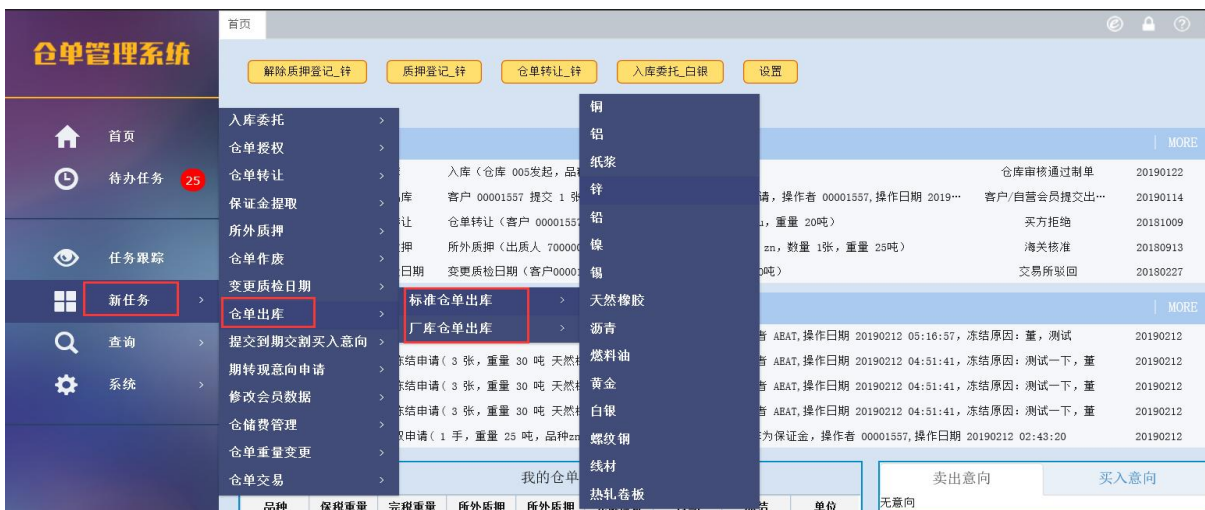 首页
仓单管理系统
解除质押登记_锌 质押登记_锌 仓单转让_锌 入库委托_白银 设置
首页
待办任务 25
任务跟踪
新任务
查询
系统
入库委托
仓单授权
仓单转让
保证金提取
所外质押
仓单作废
变更质检日期
仓单出库
提交到期交割买入意向
期转现意向申请
修改会员数据
仓储费管理
仓单重量变更
仓单交易
标准仓单出库
厂库仓单出库
铜
铝
纸浆
锌
铅
镍
锡
天然橡胶
沥青
燃料油
黄金
白银
螺纹钢
线材
热轧卷板
MORE
入库（仓库 005发起，品 仓库审核通过制单 20190122
库 客户 00001557 提交 1 张 请，操作者 00001557,操作日期 2019… 客户/自营会员提交出… 20190114
让 仓单转让（客户 00001557 ，重量 20吨） 买方拒绝 20181009
押 所外质押（出质人 700000 zn，数量 1张，重量 25吨） 海关核准 20180913
日期 变更质检日期（客户0000 0吨） 交易所驳回 20180227
MORE
者 AEAT,操作日期 20190212 05:16:57，冻结原因：董，测试 20190212
冻结申请( 3 张，重量 30 吨 天然 者 AEAT,操作日期 20190212 04:51:41，冻结原因：测试一下，董 20190212
冻结申请( 3 张，重量 30 吨 天然 者 AEAT,操作日期 20190212 04:51:41，冻结原因：测试一下，董 20190212
冻结申请( 3 张，重量 30 吨 天然 者 AEAT,操作日期 20190212 04:51:41，冻结原因：测试一下，董 20190212
权申请( 1 手，重量 25 吨，品种zn 为保证金，操作者 00001557,操作日期 20190212 02:43:20 20190212
我的仓单
卖出意向 买入意向
品种 保税重量 完税重量 所外质押 所外质押 单位
无意向